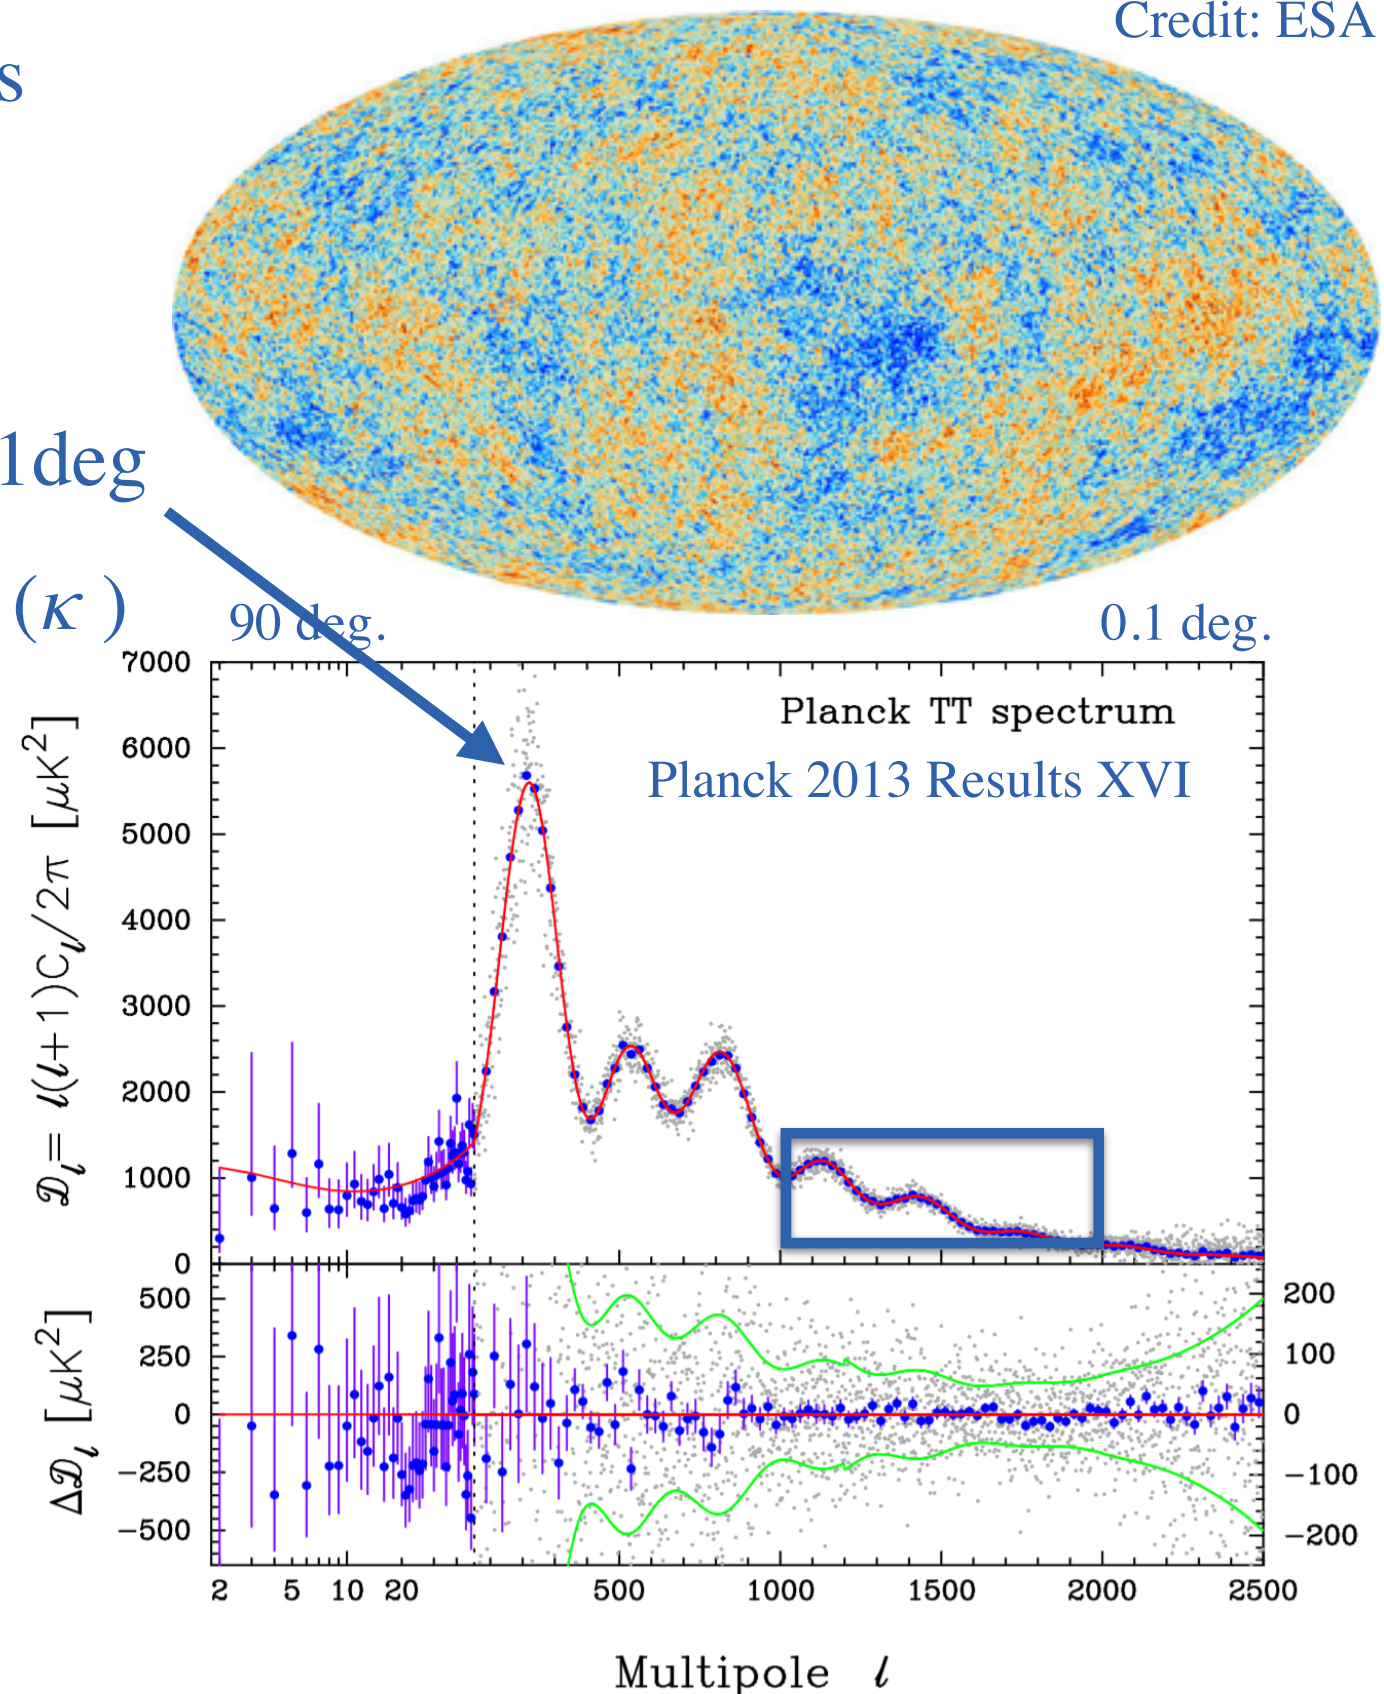 Credit: ESA
s
1deg
(κ)
90 deg.
0.1 deg.
Planck TT spectrum
Planck 2013 Results XVI
𝒟ℓ= ℓ(ℓ+1)Cℓ/2π [μK²]
7000
6000
5000
4000
3000
2000
1000
0
Δ𝒟ℓ [μK²]
500
250
0
−250
−500
200
100
0
−100
−200
2 5 10 20 500 1000 1500 2000 2500
Multipole ℓ